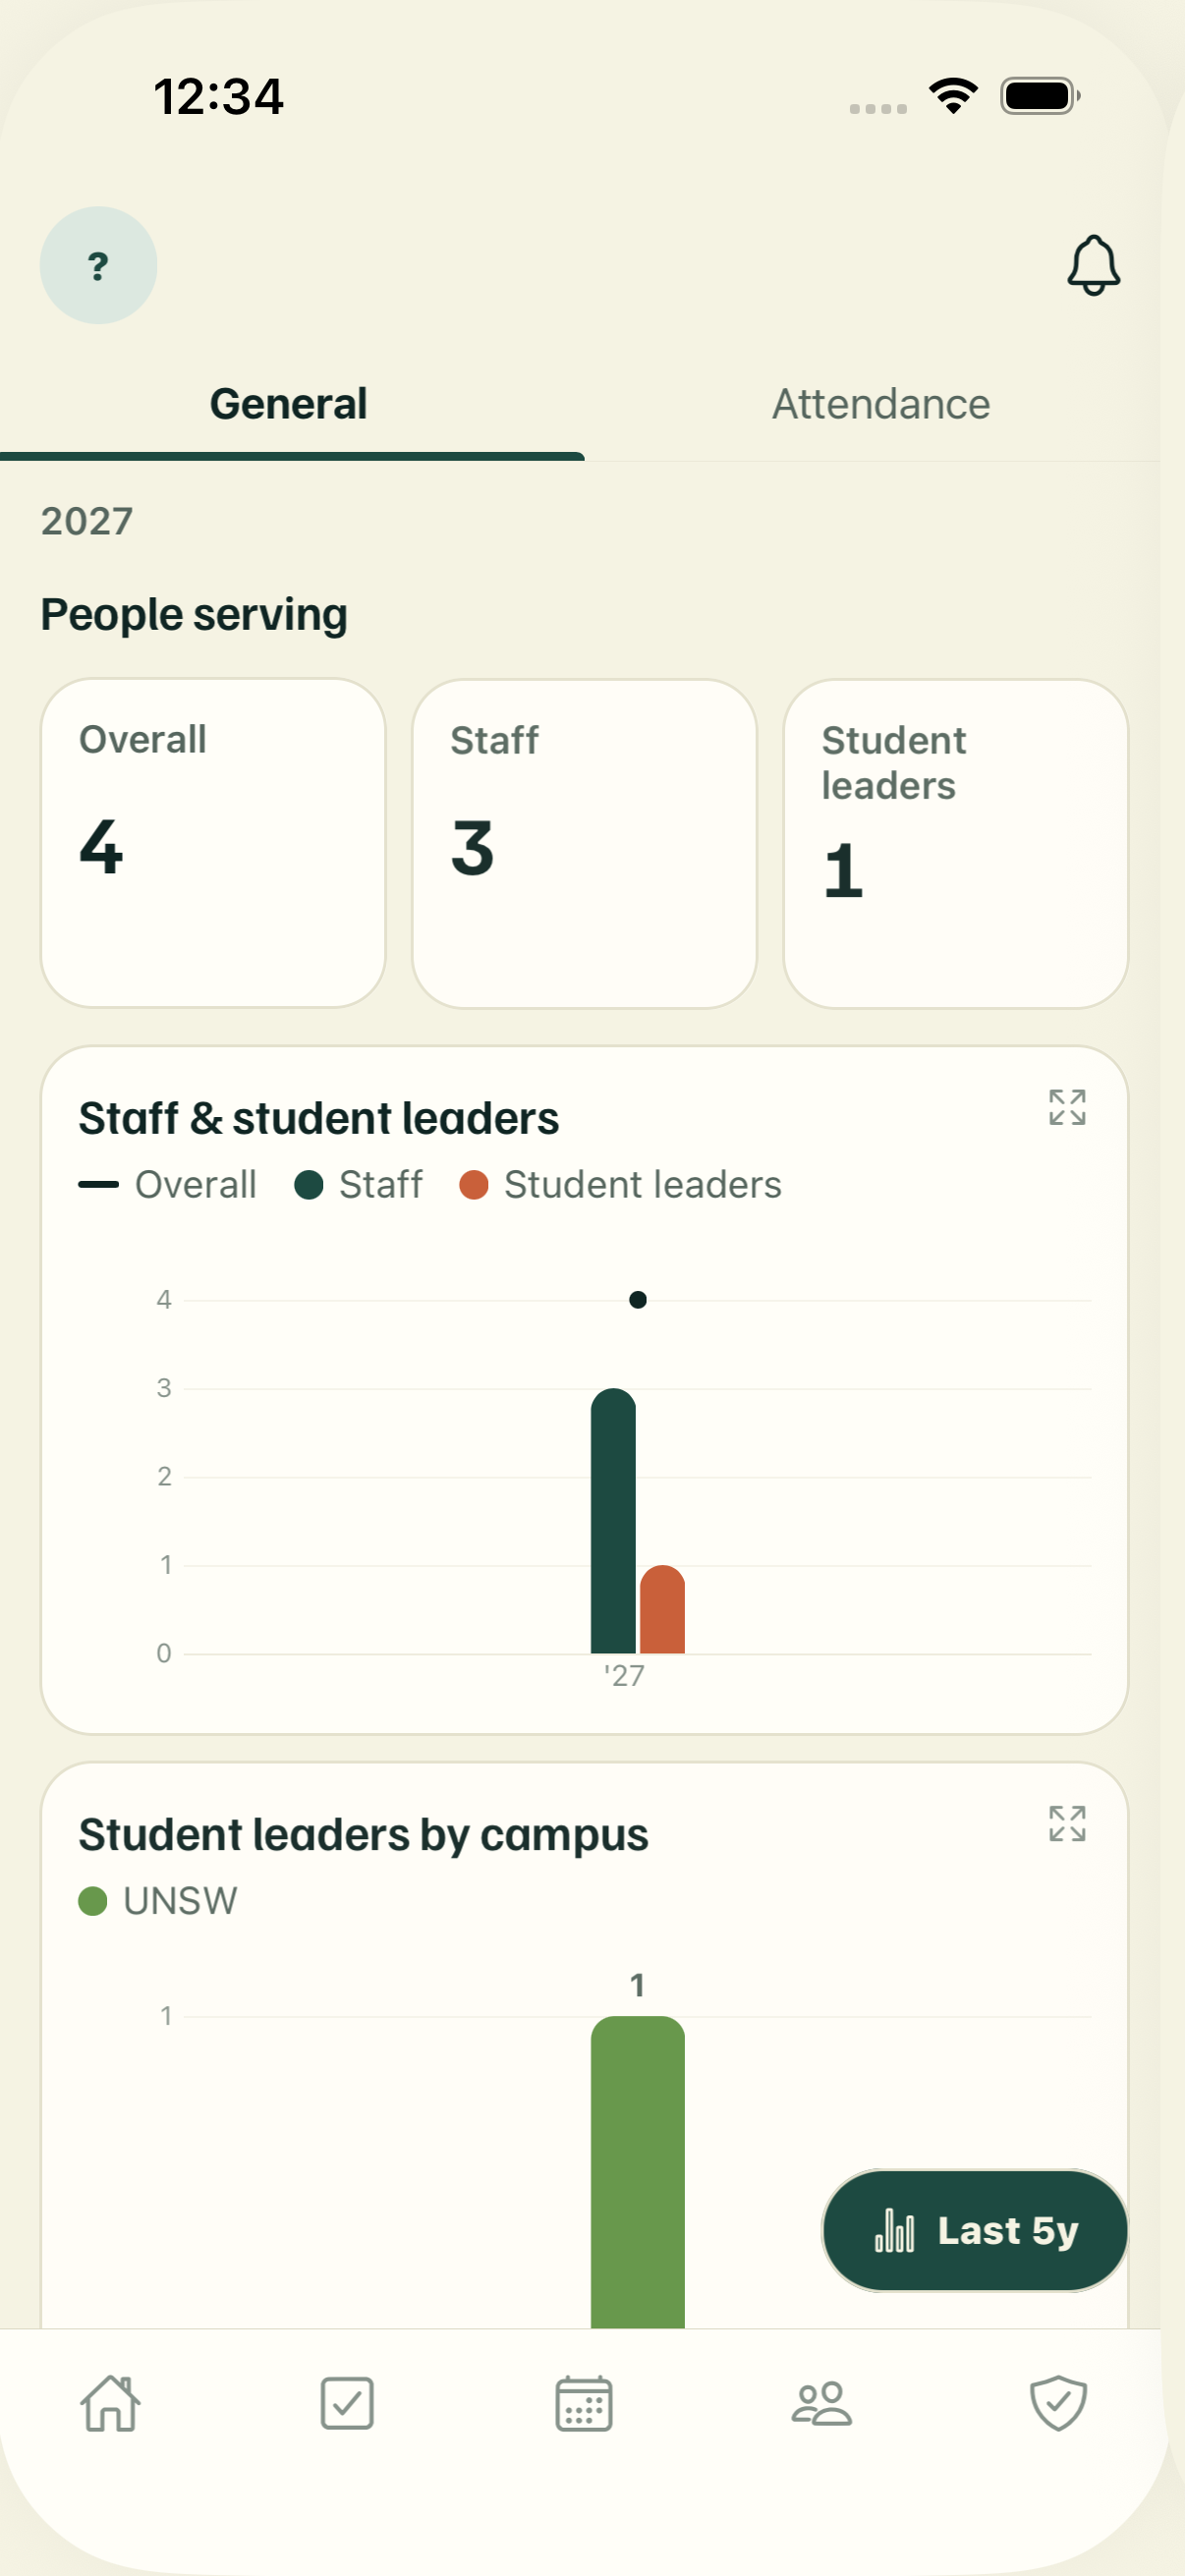 12:34
?
General
Attendance
2027
People serving
Overall
4
Staff
3
Student
leaders
1
Staff & student leaders
Overall
Staff
Student leaders
4
3
2
1
0
'27
Student leaders by campus
UNSW
1
1
Last 5y